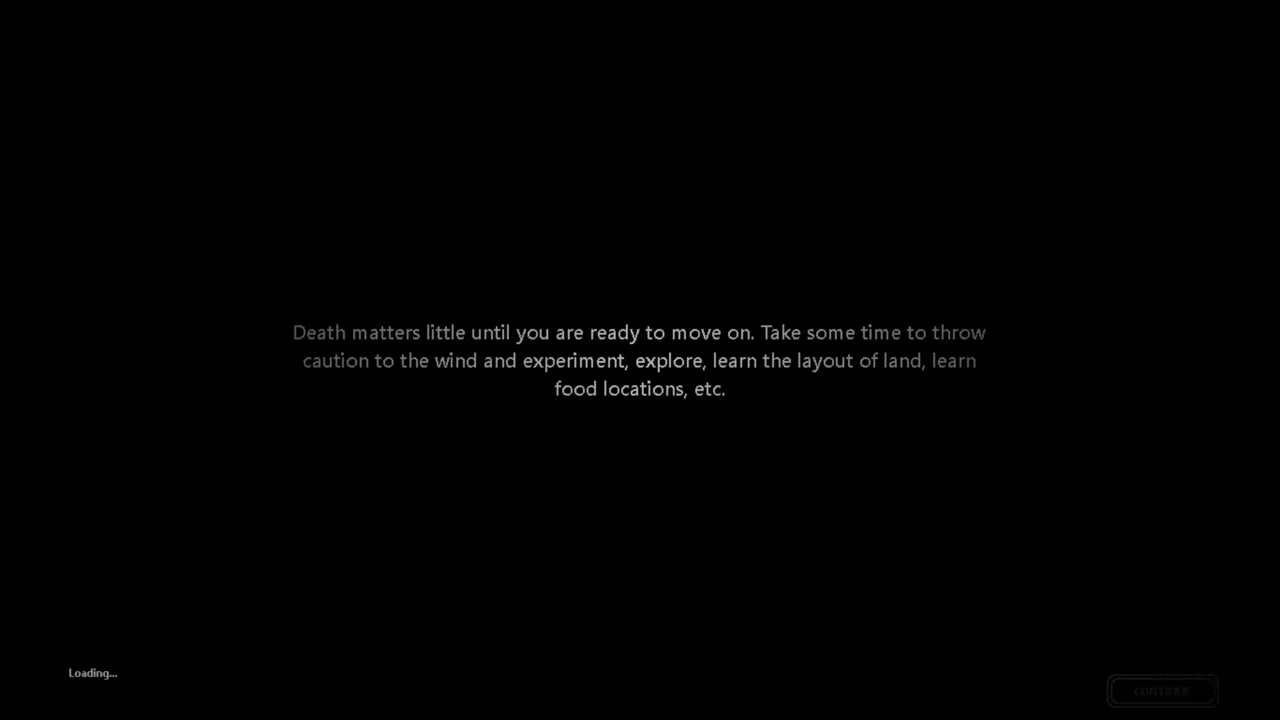 Death matters little until you are ready to move on. Take some time to throw
caution to the wind and experiment, explore, learn the layout of land, learn
food locations, etc.
Loading...
CONTINUE